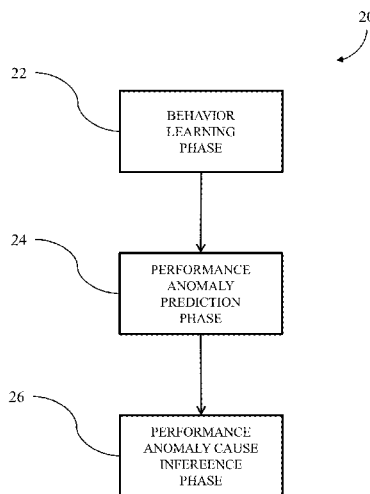 20
22
BEHAVIOR
LEARNING
PHASE
24
PERFORMANCE
ANOMALY
PREDICTION
PHASE
26
PERFORMANCE
ANOMALY CAUSE
INFEREENCE
PHASE